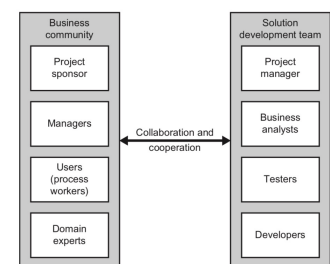 Business
community
Project
sponsor
Managers
Users
(process
workers)
Domain
experts
Collaboration and
cooperation
Solution
development team
Project
manager
Business
analysts
Testers
Developers